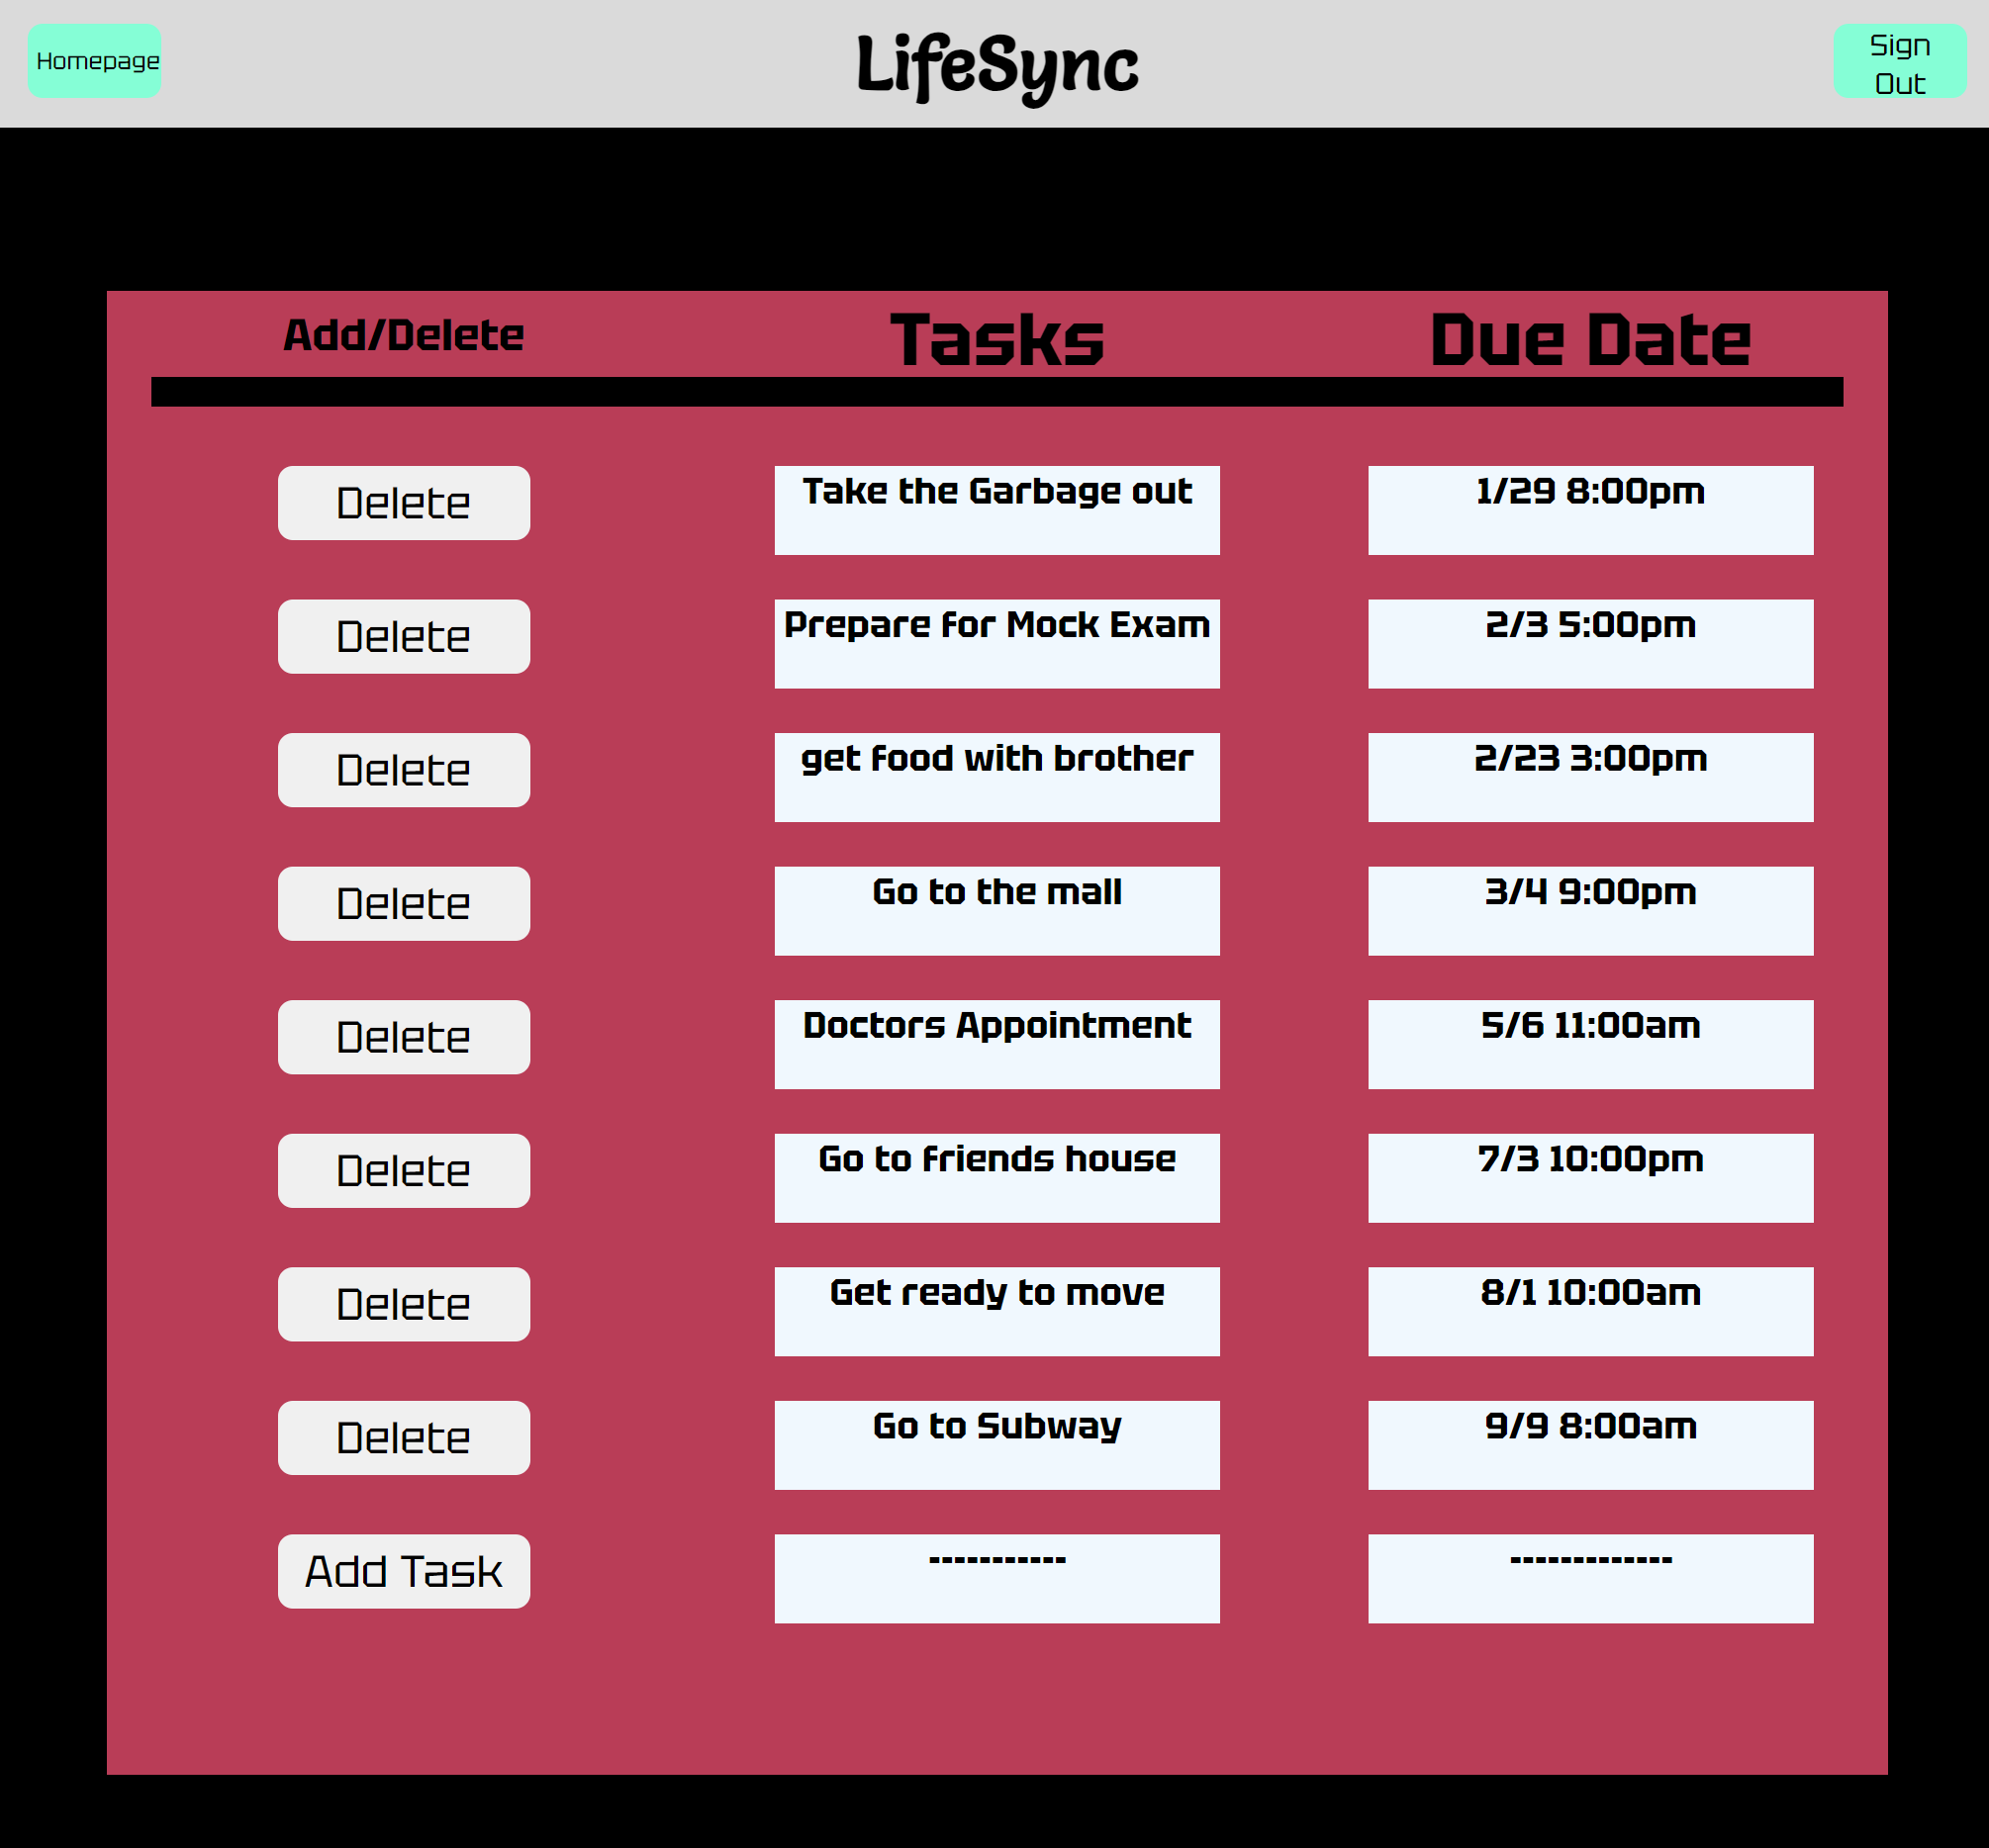 Homepage
LifeSync
Sign
Out
Add/Delete Tasks Due Date
Delete Take the Garbage out 1/29 8:00pm
Delete Prepare for Mock Exam 2/3 5:00pm
Delete get food with brother 2/23 3:00pm
Delete Go to the mall 3/4 9:00pm
Delete Doctors Appointment 5/6 11:00am
Delete Go to friends house 7/3 10:00pm
Delete Get ready to move 8/1 10:00am
Delete Go to Subway 9/9 8:00am
Add Task ----------- -------------